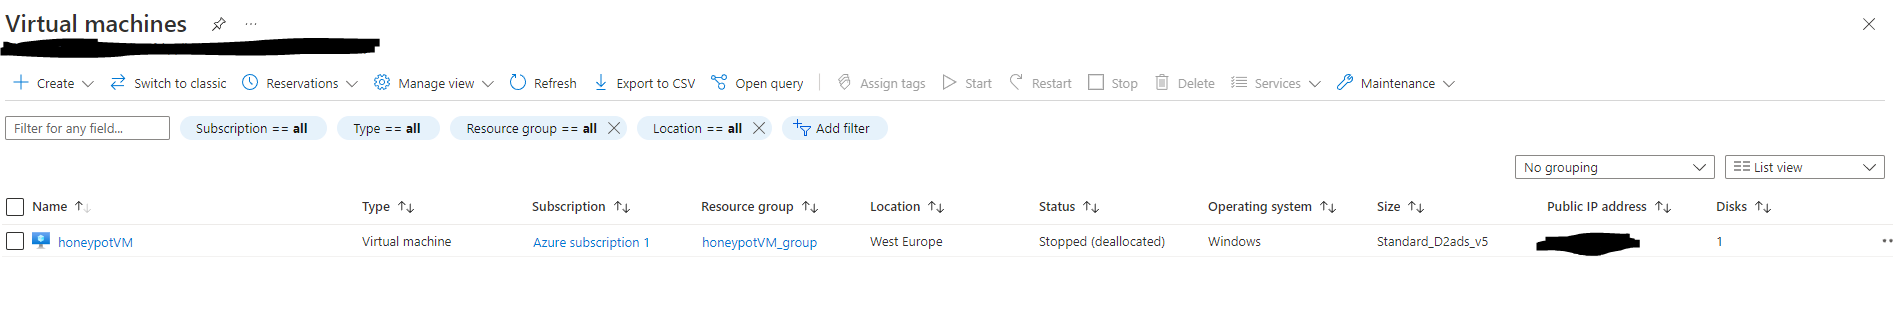 Virtual machines
Create Switch to classic Reservations Manage view Refresh Export to CSV Open query Assign tags Start Restart Stop Delete Services Maintenance
Filter for any field... Subscription == all Type == all Resource group == all Location == all Add filter
No grouping List view
Name Type Subscription Resource group Location Status Operating system Size Public IP address Disks
honeypotVM Virtual machine Azure subscription 1 honeypotVM_group West Europe Stopped (deallocated) Windows Standard_D2ads_v5 1